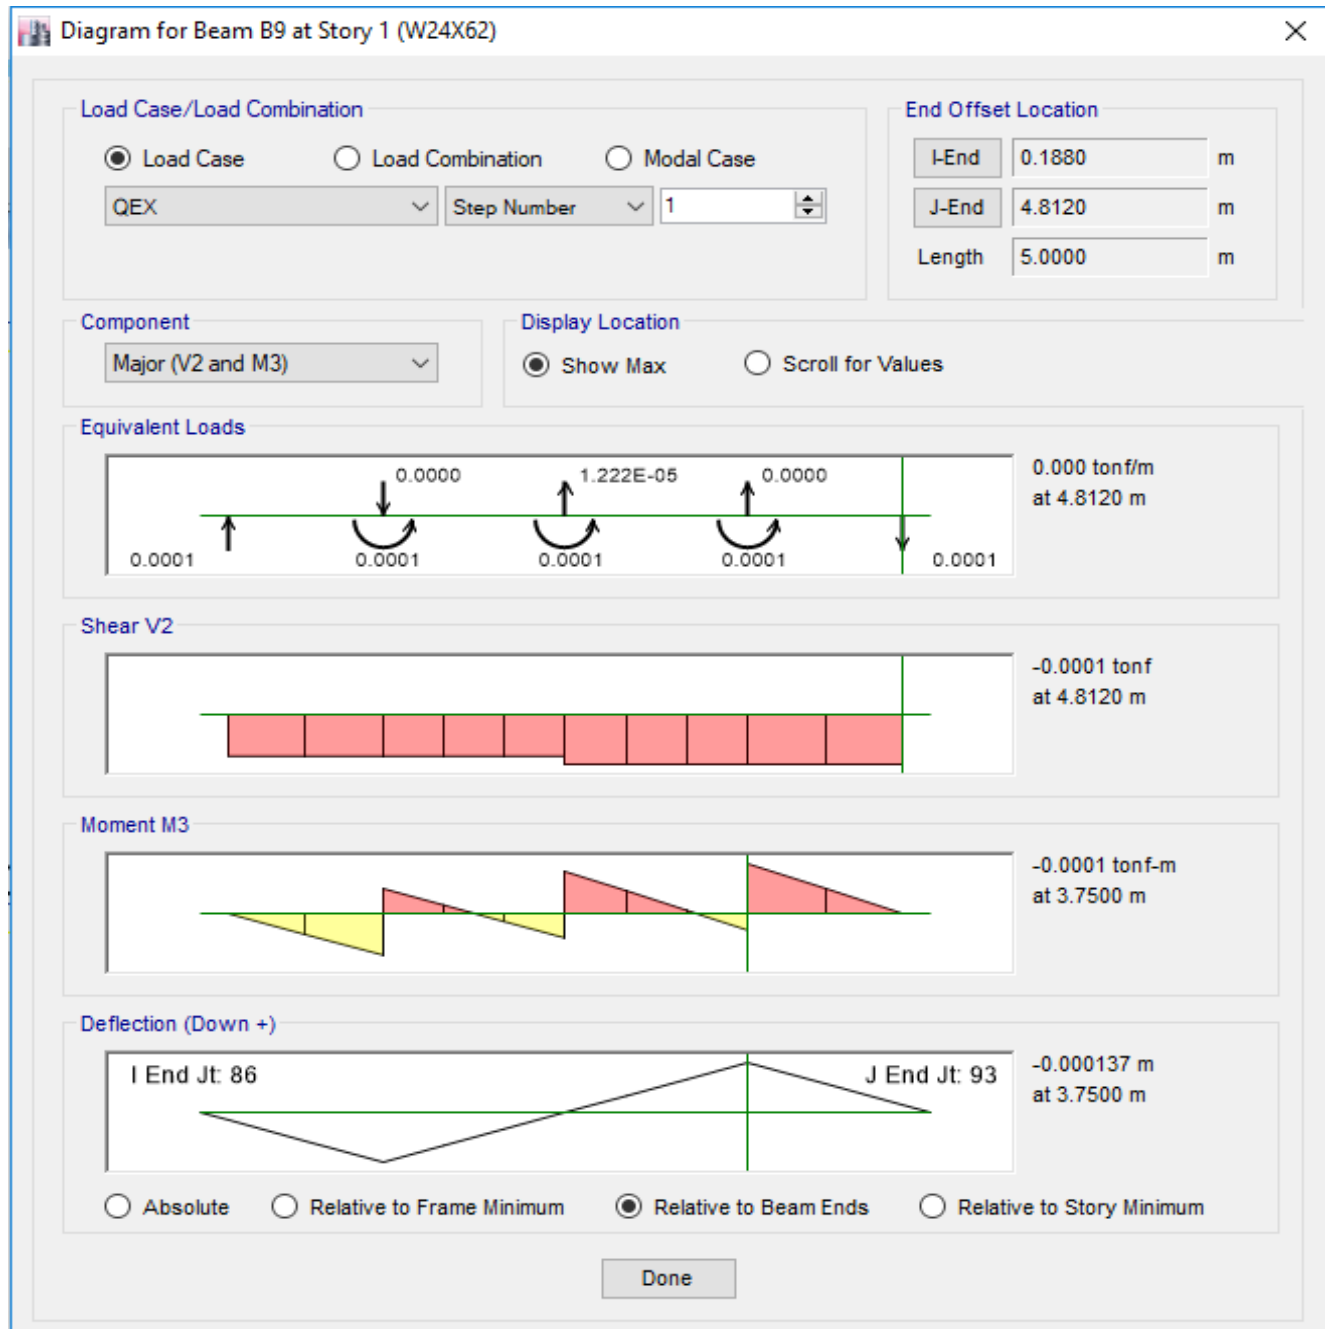 Diagram for Beam B9 at Story 1 (W24X62)
Load Case/Load Combination
Load Case
Load Combination
Modal Case
QEX
Step Number
1
End Offset Location
I-End
0.1880
m
J-End
4.8120
m
Length
5.0000
m
Component
Major (V2 and M3)
Display Location
Show Max
Scroll for Values
Equivalent Loads
0.0000
1.222E-05
0.0000
0.0001
0.0001
0.0001
0.0001
0.0001
0.000 tonf/m
at 4.8120 m
Shear V2
-0.0001 tonf
at 4.8120 m
Moment M3
-0.0001 tonf-m
at 3.7500 m
Deflection (Down +)
I End Jt: 86
J End Jt: 93
-0.000137 m
at 3.7500 m
Absolute
Relative to Frame Minimum
Relative to Beam Ends
Relative to Story Minimum
Done